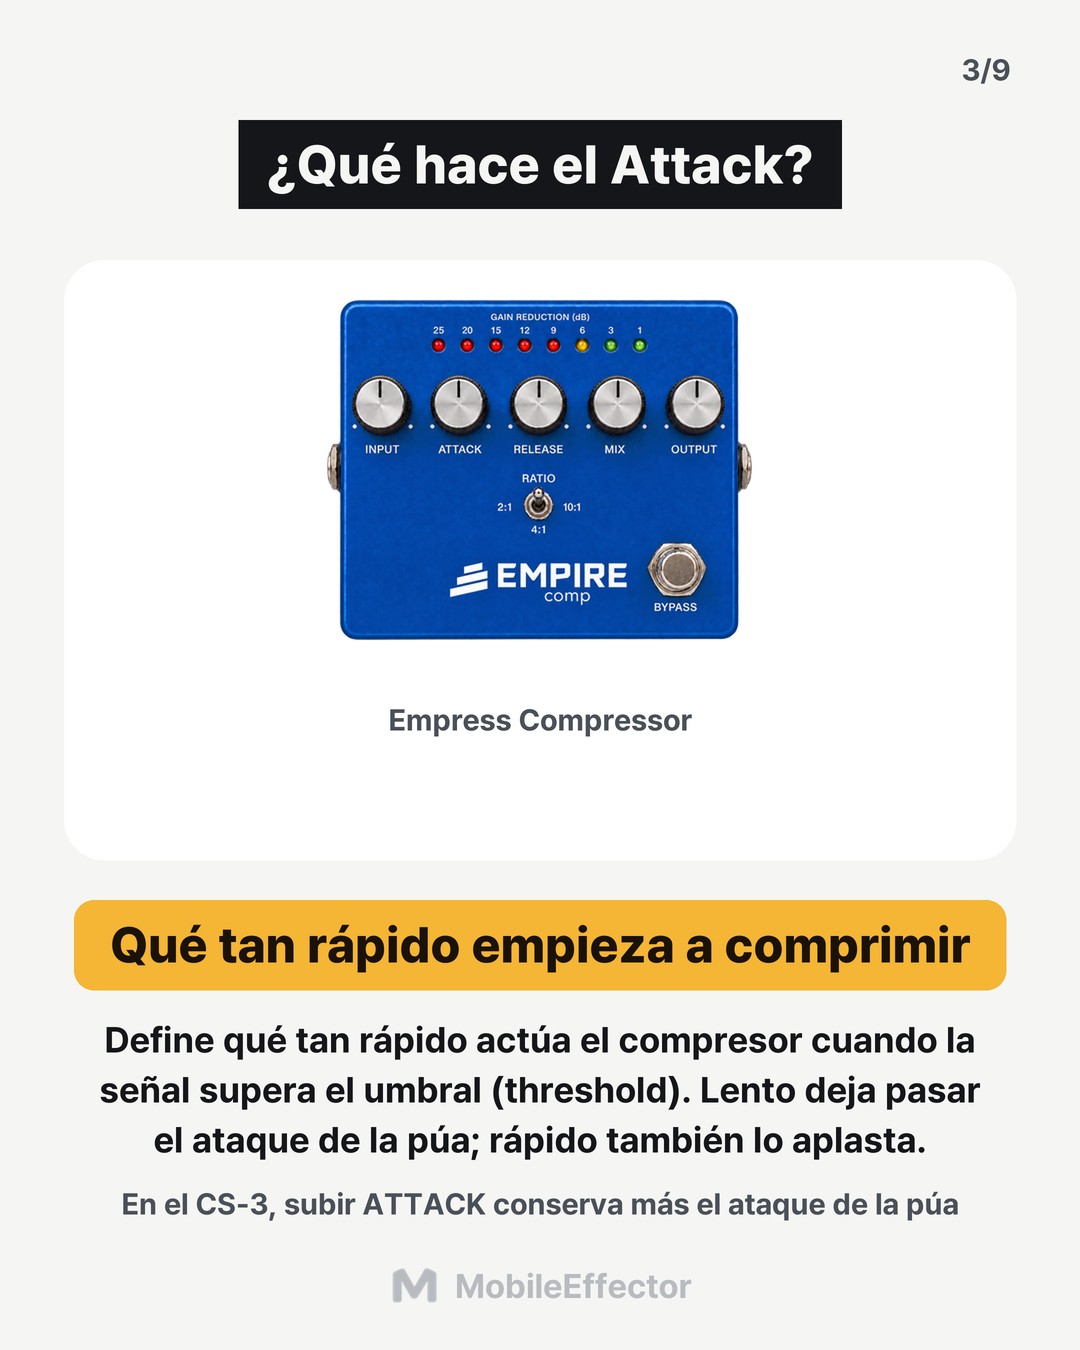 3/9
¿Qué hace el Attack?
GAIN REDUCTION (dB)
25 20 15 12 9 6 3 1
INPUT ATTACK RELEASE MIX OUTPUT
RATIO
2:1 10:1
4:1
EMPIRE
comp
BYPASS
Empress Compressor
Qué tan rápido empieza a comprimir
Define qué tan rápido actúa el compresor cuando la
señal supera el umbral (threshold). Lento deja pasar
el ataque de la púa; rápido también lo aplasta.
En el CS-3, subir ATTACK conserva más el ataque de la púa
MobileEffector